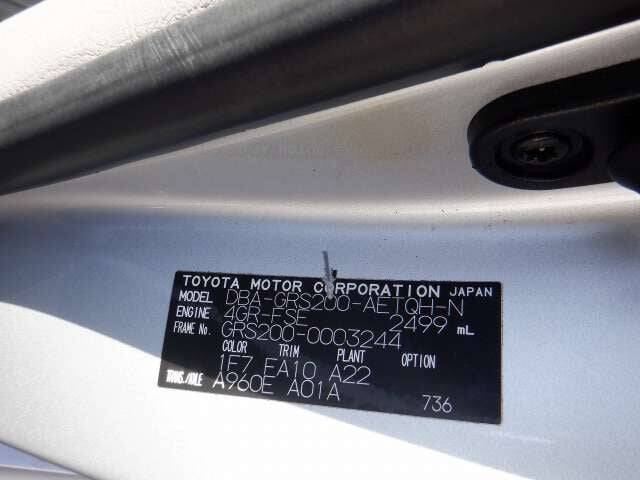 TOYOTA MOTOR CORPORATION JAPAN
MODEL DBA-GRS200-AETQH-N
ENGINE 4GR-FSE 2499 mL
FRAME No. GRS200-0003244
COLOR TRIM PLANT OPTION
1F7 EA10 A22
TRANS./AXLE A960E A01A
736